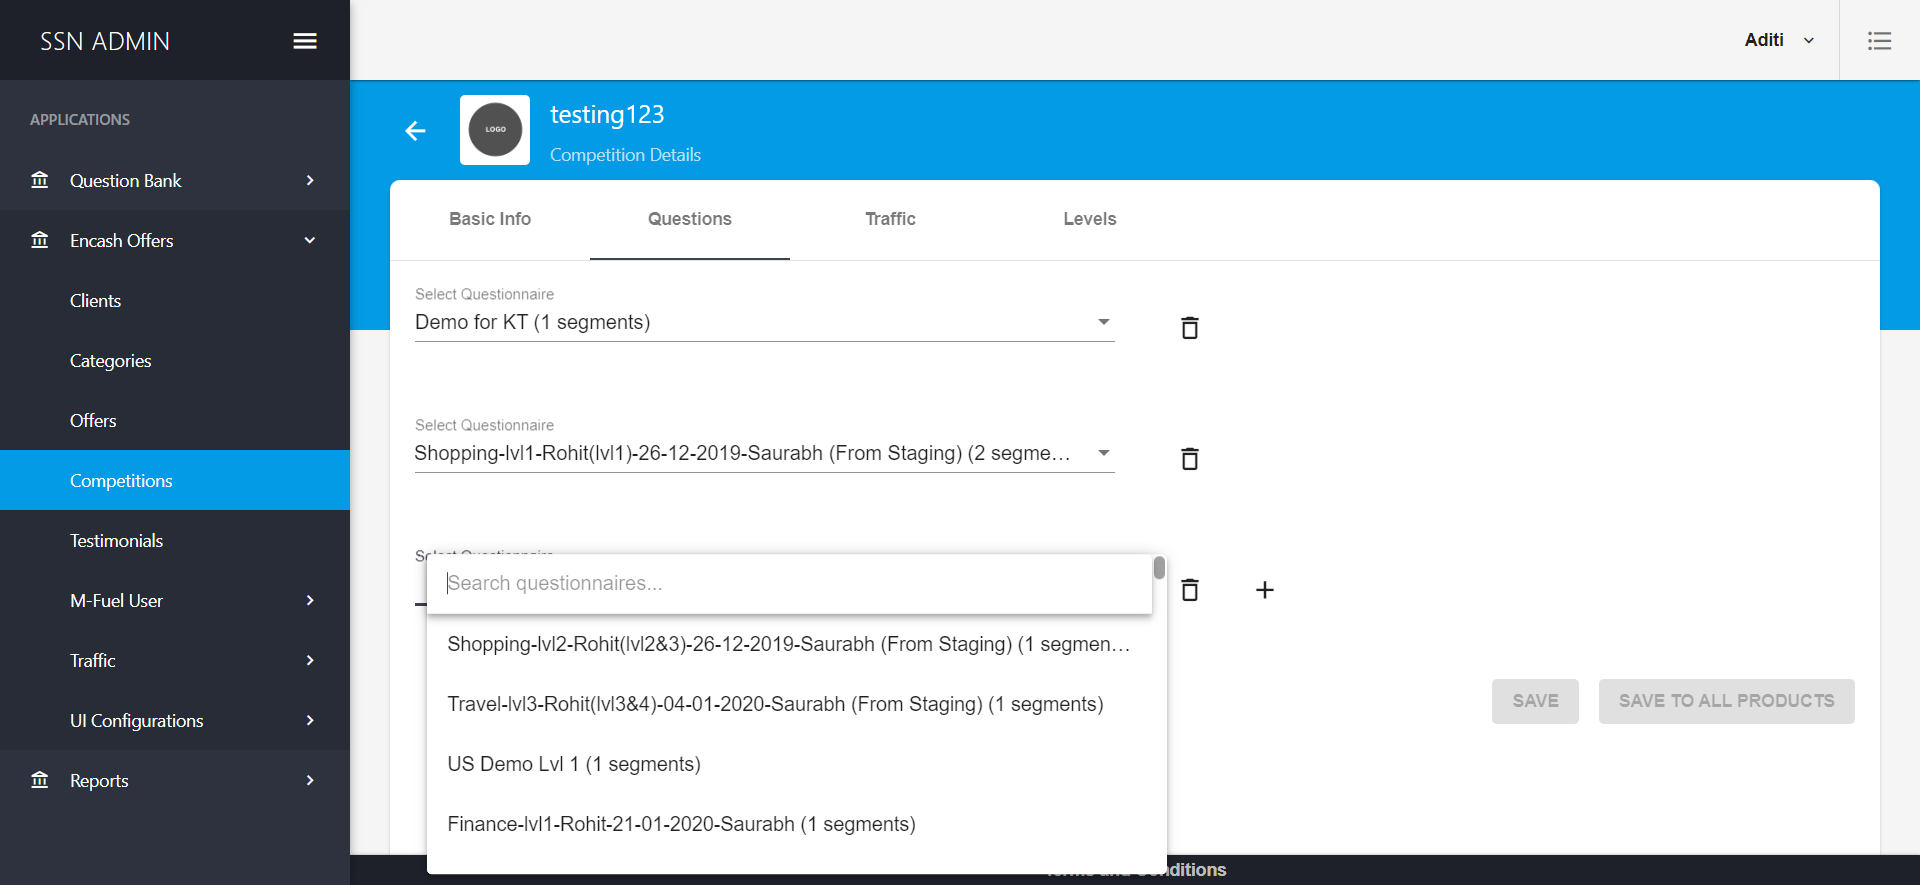 SSN ADMIN
Aditi
APPLICATIONS
Question Bank
Encash Offers
Clients
Categories
Offers
Competitions
Testimonials
M-Fuel User
Traffic
UI Configurations
Reports
LOGO
testing123
Competition Details
Basic Info
Questions
Traffic
Levels
Select Questionnaire
Demo for KT (1 segments)
Select Questionnaire
Shopping-lvl1-Rohit(lvl1)-26-12-2019-Saurabh (From Staging) (2 segme...
Select Questionnaire
Search questionnaires...
Shopping-lvl2-Rohit(lvl2&3)-26-12-2019-Saurabh (From Staging) (1 segmen...
Travel-lvl3-Rohit(lvl3&4)-04-01-2020-Saurabh (From Staging) (1 segments)
US Demo Lvl 1 (1 segments)
Finance-lvl1-Rohit-21-01-2020-Saurabh (1 segments)
SAVE
SAVE TO ALL PRODUCTS
Terms and Conditions